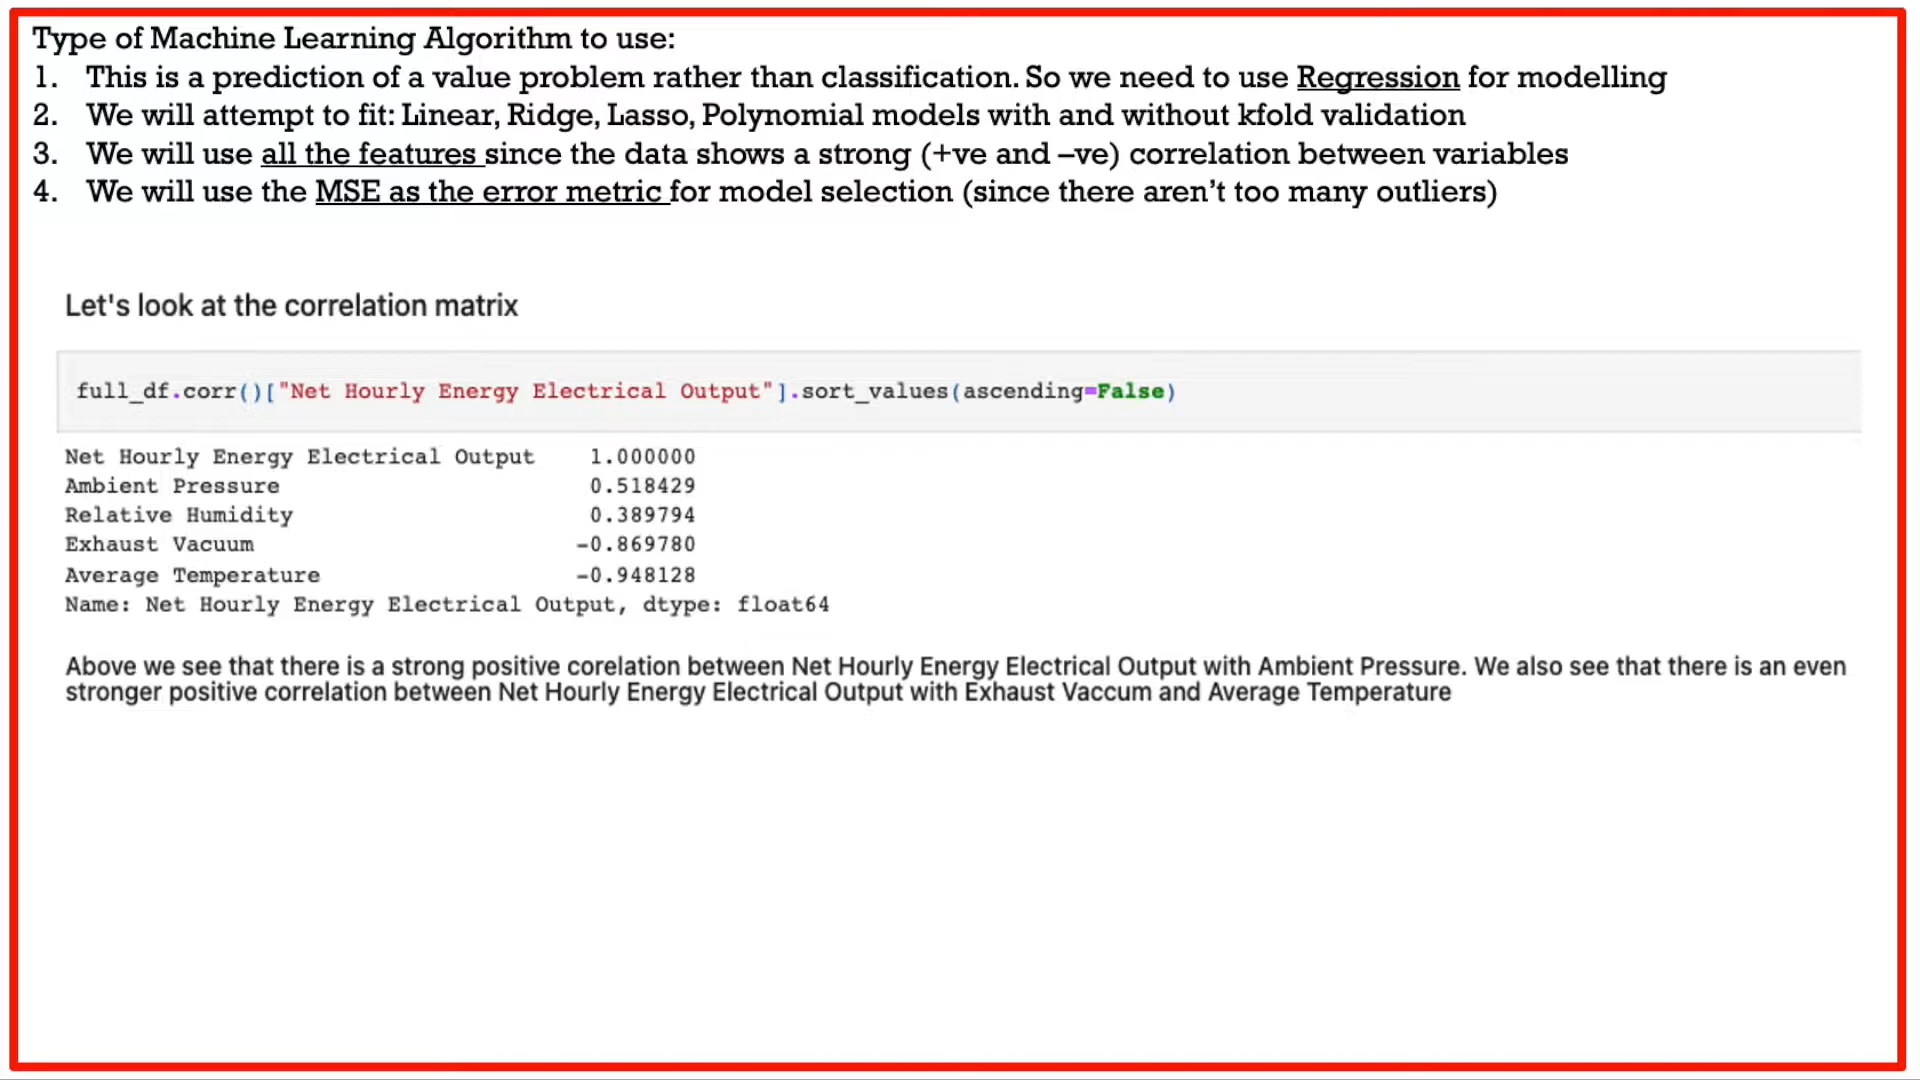 Type of Machine Learning Algorithm to use:
1. This is a prediction of a value problem rather than classification. So we need to use Regression for modelling
2. We will attempt to fit: Linear, Ridge, Lasso, Polynomial models with and without kfold validation
3. We will use all the features since the data shows a strong (+ve and –ve) correlation between variables
4. We will use the MSE as the error metric for model selection (since there aren’t too many outliers)
Let's look at the correlation matrix
full_df.corr()["Net Hourly Energy Electrical Output"].sort_values(ascending=False)
Net Hourly Energy Electrical Output 1.000000
Ambient Pressure 0.518429
Relative Humidity 0.389794
Exhaust Vacuum -0.869780
Average Temperature -0.948128
Name: Net Hourly Energy Electrical Output, dtype: float64
Above we see that there is a strong positive corelation between Net Hourly Energy Electrical Output with Ambient Pressure. We also see that there is an even
stronger positive correlation between Net Hourly Energy Electrical Output with Exhaust Vaccum and Average Temperature